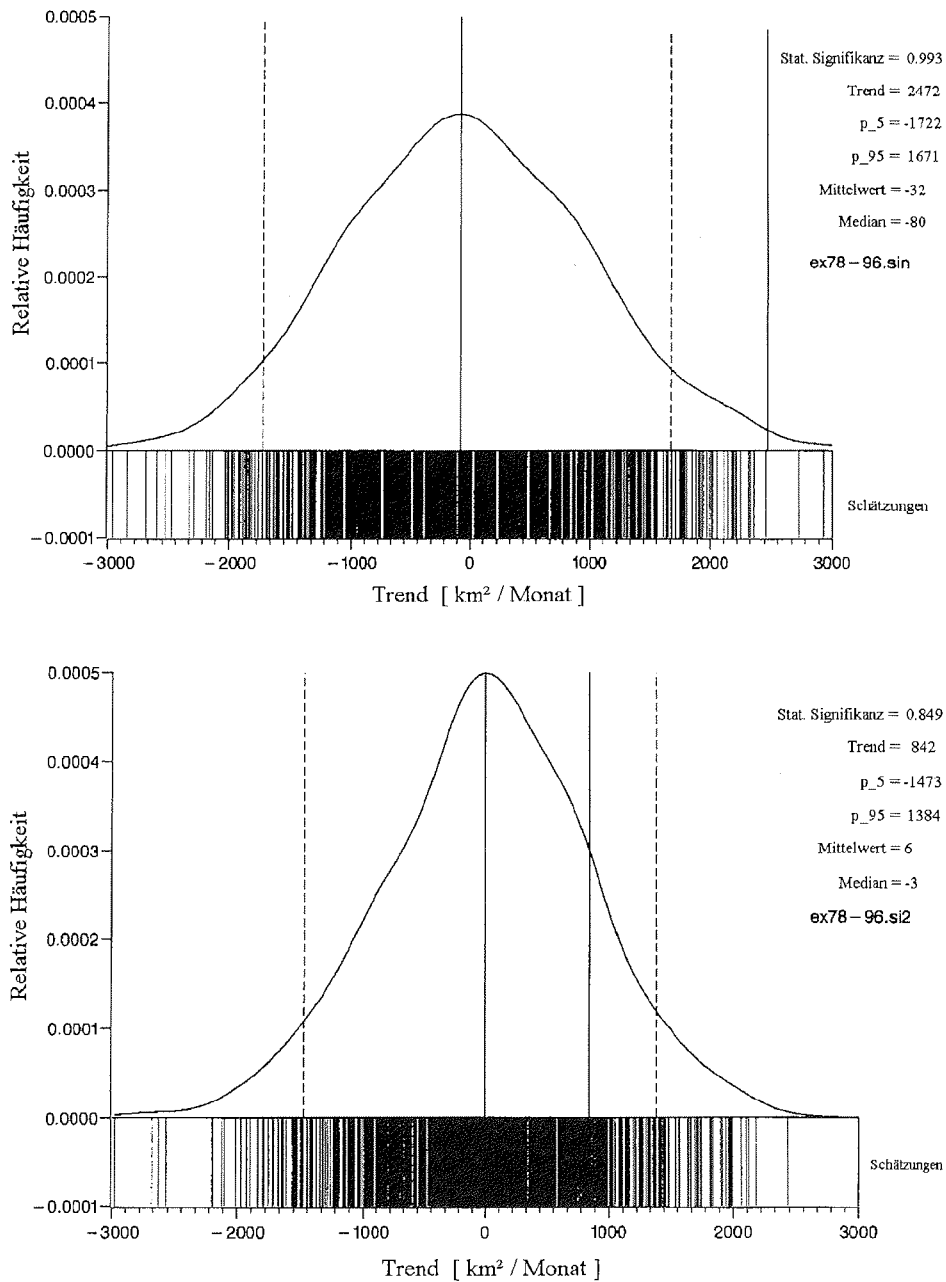 0.0005
0.0004
0.0003
0.0002
0.0001
0.0000
−0.0001
Relative Häufigkeit
Stat. Signifikanz = 0.993
Trend = 2472
p_5 = -1722
p_95 = 1671
Mittelwert = -32
Median = -80
ex78−96.sin
Schätzungen
−3000 −2000 −1000 0 1000 2000 3000
Trend [ km² / Monat ]
0.0005
0.0004
0.0003
0.0002
0.0001
0.0000
−0.0001
Relative Häufigkeit
Stat. Signifikanz = 0.849
Trend = 842
p_5 = -1473
p_95 = 1384
Mittelwert = 6
Median = -3
ex78−96.si2
Schätzungen
−3000 −2000 −1000 0 1000 2000 3000
Trend [ km² / Monat ]